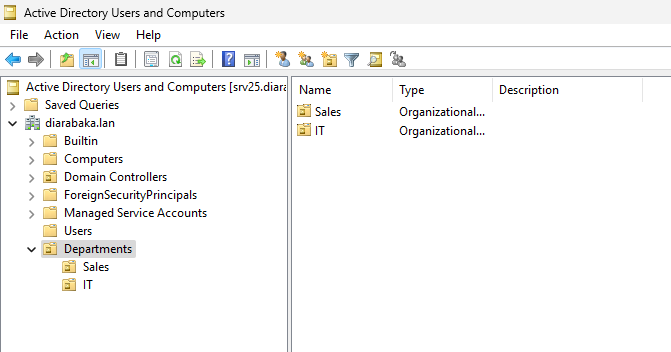 Active Directory Users and Computers
File Action View Help
Active Directory Users and Computers [srv25.diara
Saved Queries
diarabaka.lan
Builtin
Computers
Domain Controllers
ForeignSecurityPrincipals
Managed Service Accounts
Users
Departments
Sales
IT
Name Type Description
Sales Organizational...
IT Organizational...